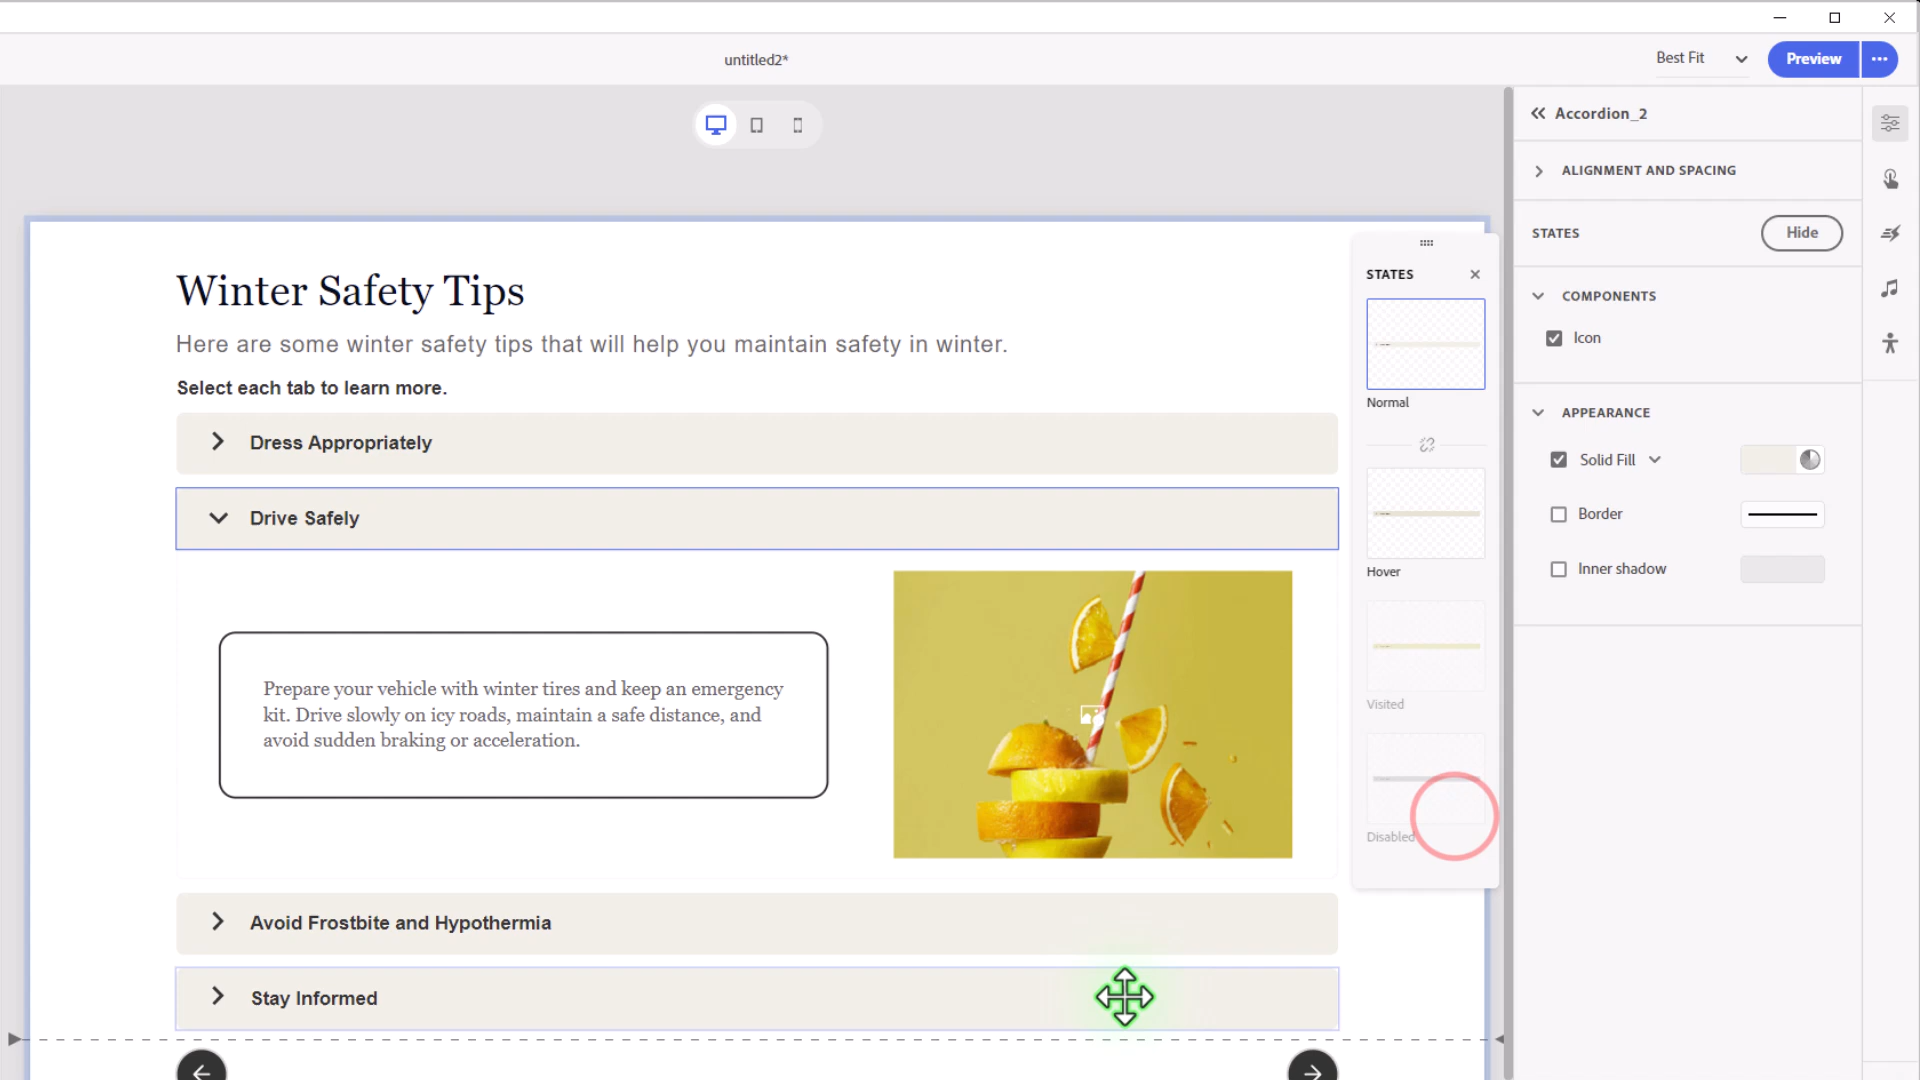 untitled2*
Best Fit
Preview
Accordion_2
ALIGNMENT AND SPACING
STATES
Hide
COMPONENTS
Icon
APPEARANCE
Solid Fill
Border
Inner shadow
STATES
Normal
Hover
Visited
Disabled
Winter Safety Tips
Here are some winter safety tips that will help you maintain safety in winter.
Select each tab to learn more.
Dress Appropriately
Drive Safely
Prepare your vehicle with winter tires and keep an emergency
kit. Drive slowly on icy roads, maintain a safe distance, and
avoid sudden braking or acceleration.
Avoid Frostbite and Hypothermia
Stay Informed